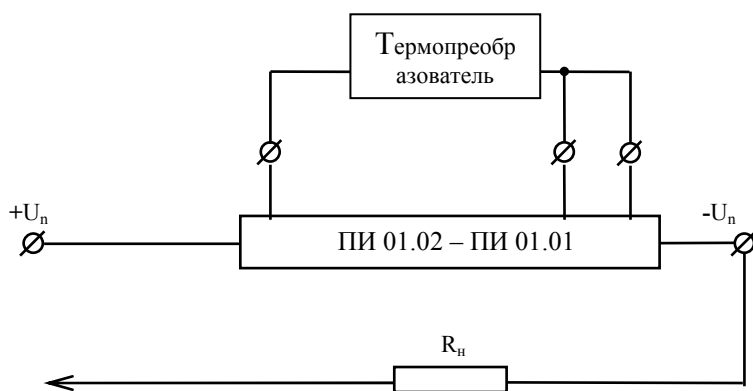 Термопреобр
азователь
+Uп
-Uп
ПИ 01.02 – ПИ 01.01
Rн